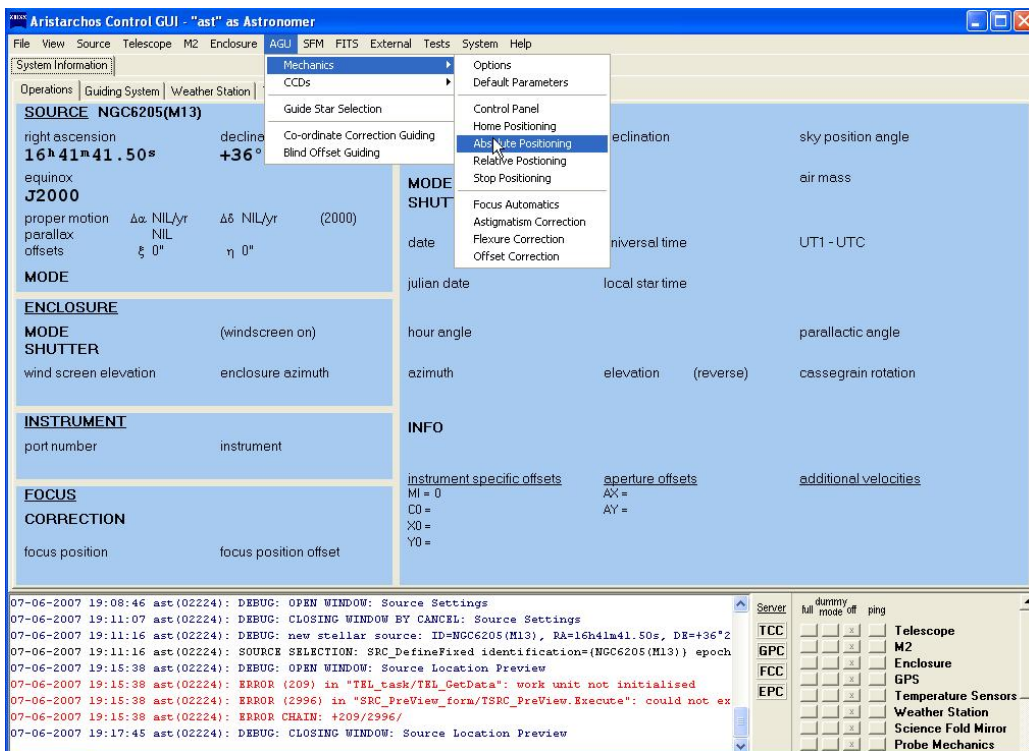 Aristarchos Control GUI - "ast" as Astronomer
File View Source Telescope M2 Enclosure AGU SFM FITS External Tests System Help
System Information
Mechanics
CCDs
Guide Star Selection
Co-ordinate Correction Guiding
Blind Offset Guiding
Options
Default Parameters
Control Panel
Home Positioning
Absolute Positioning
Relative Postioning
Stop Positioning
Focus Automatics
Astigmatism Correction
Flexure Correction
Offset Correction
Operations Guiding System Weather Station
SOURCE NGC6205(M13)
right ascension declina
16h41m41.50s +36°
equinox
J2000
proper motion Δα NIL/yr Δδ NIL/yr (2000)
parallax NIL
offsets ξ 0" η 0"
MODE
ENCLOSURE
MODE (windscreen on)
SHUTTER
wind screen elevation enclosure azimuth
INSTRUMENT
port number instrument
FOCUS
CORRECTION
focus position focus position offset
eclination sky position angle
MODE air mass
SHUT
date niversal time UT1 - UTC
julian date local star time
hour angle parallactic angle
azimuth elevation (reverse) cassegrain rotation
INFO
instrument specific offsets aperture offsets additional velocities
MI = 0 AX =
C0 = AY =
X0 =
Y0 =
07-06-2007 19:08:46 ast(02224): DEBUG: OPEN WINDOW: Source Settings
07-06-2007 19:11:07 ast(02224): DEBUG: CLOSING WINDOW BY CANCEL: Source Settings
07-06-2007 19:11:16 ast(02224): DEBUG: new stellar source: ID=NGC6205(M13), RA=16h41m41.50s, DE=+36°2
07-06-2007 19:11:16 ast(02224): SOURCE SELECTION: SRC_DefineFixed identification={NGC6205(M13)} epoch
07-06-2007 19:15:38 ast(02224): DEBUG: OPEN WINDOW: Source Location Preview
07-06-2007 19:15:38 ast(02224): ERROR (209) in "TEL_task/TEL_GetData": work unit not initialised
07-06-2007 19:15:38 ast(02224): ERROR (2996) in "SRC_PreView_form/TSRC_PreView.Execute": could not ex
07-06-2007 19:15:38 ast(02224): ERROR CHAIN: +209/2996/
07-06-2007 19:17:45 ast(02224): DEBUG: CLOSING WINDOW: Source Location Preview
Server full dummy mode off ping
TCC
GPC
FCC
EPC
Telescope
M2
Enclosure
GPS
Temperature Sensors
Weather Station
Science Fold Mirror
Probe Mechanics